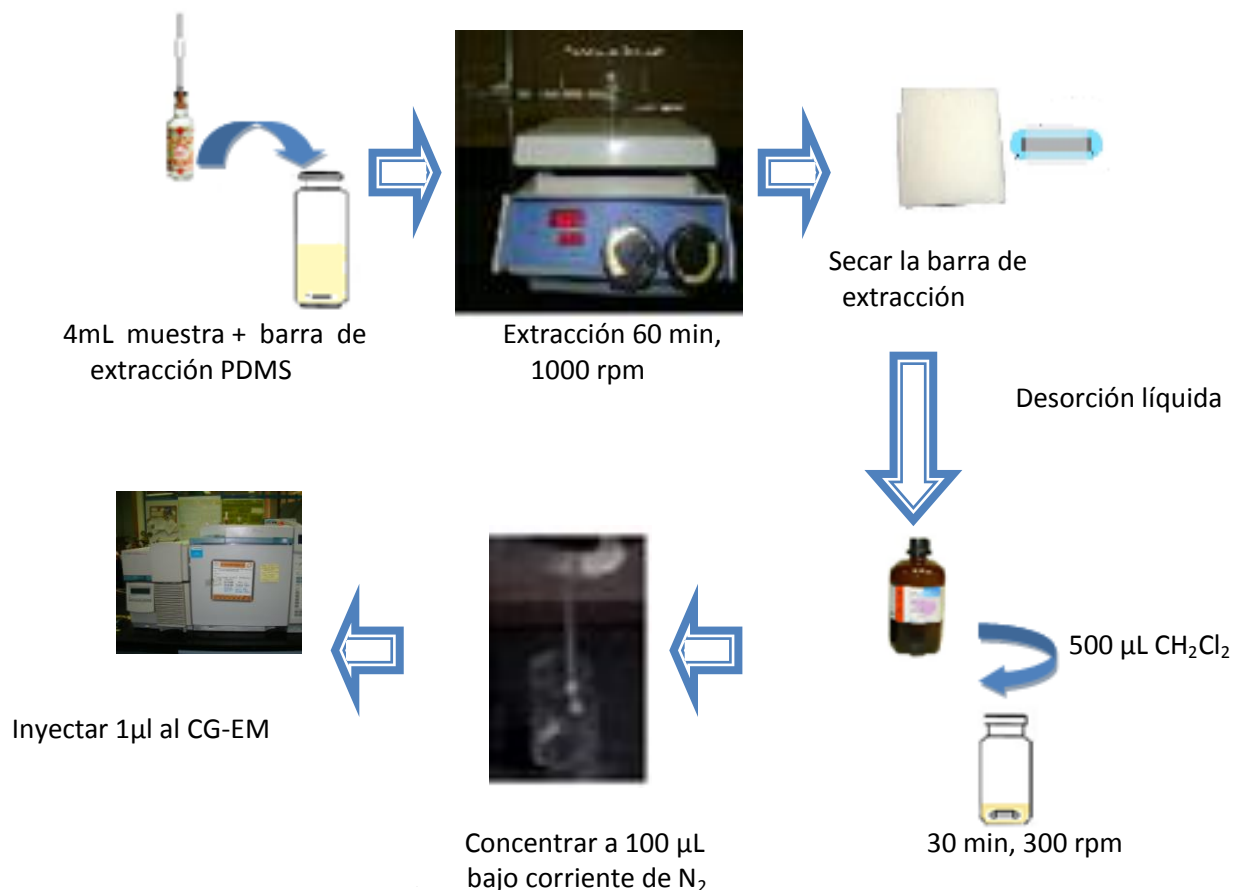 4mL muestra + barra de
extracción PDMS
Extracción 60 min,
1000 rpm
Secar la barra de
extracción
Desorción líquida
500 µL CH₂Cl₂
30 min, 300 rpm
Concentrar a 100 µL
bajo corriente de N₂
Inyectar 1µl al CG-EM